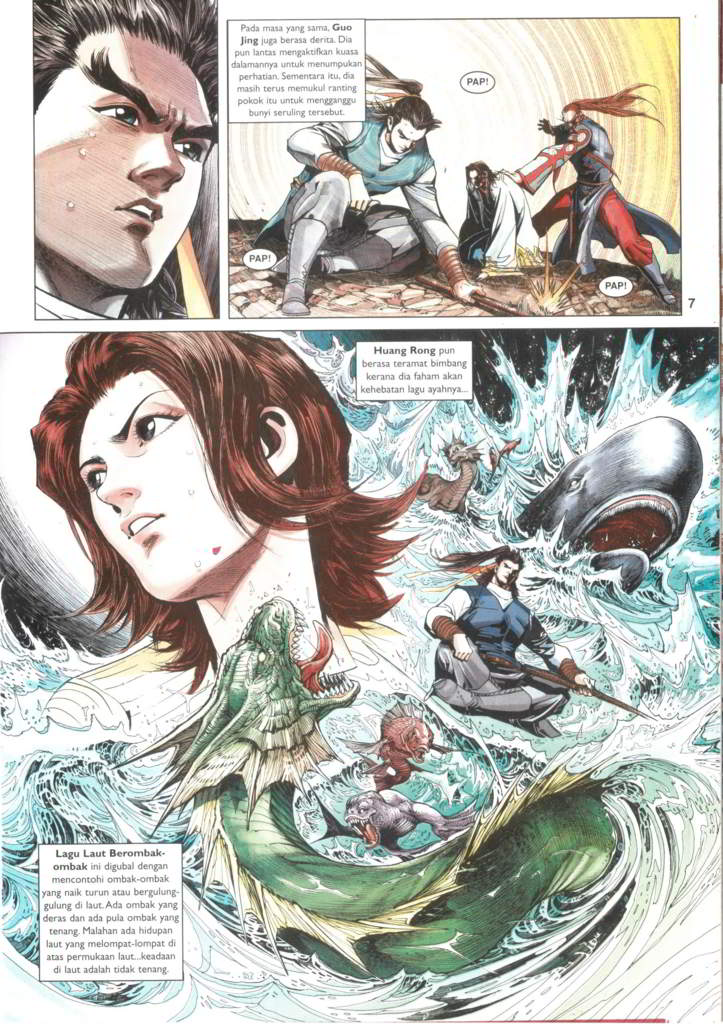 Pada masa yang sama, Guo
Jing juga berasa derita. Dia
pun lantas mengaktifkan kuasa
dalamannya untuk menumpukan
perhatian. Sementara itu, dia
masih terus memukul ranting
pokok itu untuk mengganggu
bunyi seruling tersebut.
PAP!
PAP!
PAP!
7
Huang Rong pun
berasa teramat bimbang
kerana dia faham akan
kehebatan lagu ayahnya...
Lagu Laut Berombak-
ombak ini digubal dengan
mencontohi ombak-ombak
yang naik turun atau bergulung-
gulung di laut. Ada ombak yang
deras dan ada pula ombak yang
tenang. Malahan ada hidupan
laut yang melompat-lompat di
atas permukaan laut...keadaan
di laut adalah tidak tenang.